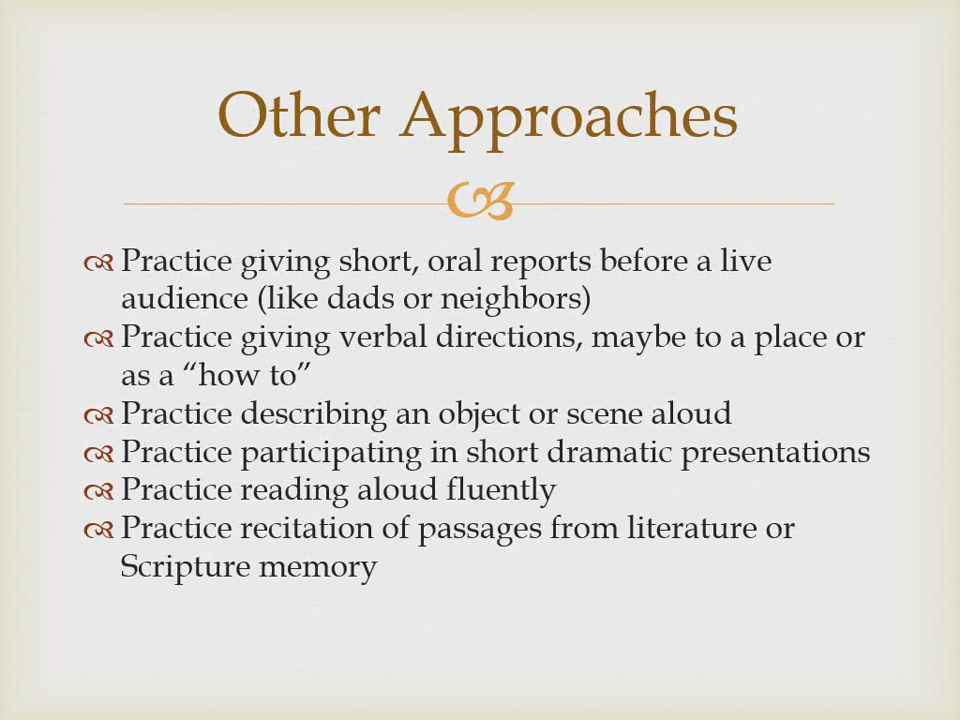 Other Approaches
Practice giving short, oral reports before a live
audience (like dads or neighbors)
Practice giving verbal directions, maybe to a place or
as a “how to”
Practice describing an object or scene aloud
Practice participating in short dramatic presentations
Practice reading aloud fluently
Practice recitation of passages from literature or
Scripture memory